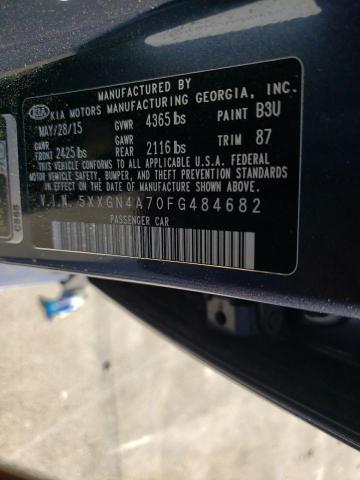 MANUFACTURED BY
KIA KIA MOTORS MANUFACTURING GEORGIA, INC.
MAY/28/15 GVWR 4365 lbs PAINT B3U
GAWR FRONT 2425 lbs GAWR REAR 2116 lbs TRIM 87
THIS VEHICLE CONFORMS TO ALL APPLICABLE U.S.A. FEDERAL
MOTOR VEHICLE SAFETY, BUMPER, AND THEFT PREVENTION STANDARDS
IN EFFECT ON THE DATE OF MANUFACTURE SHOWN ABOVE.
V.I.N. 5XXGN4A70FG484682
PASSENGER CAR